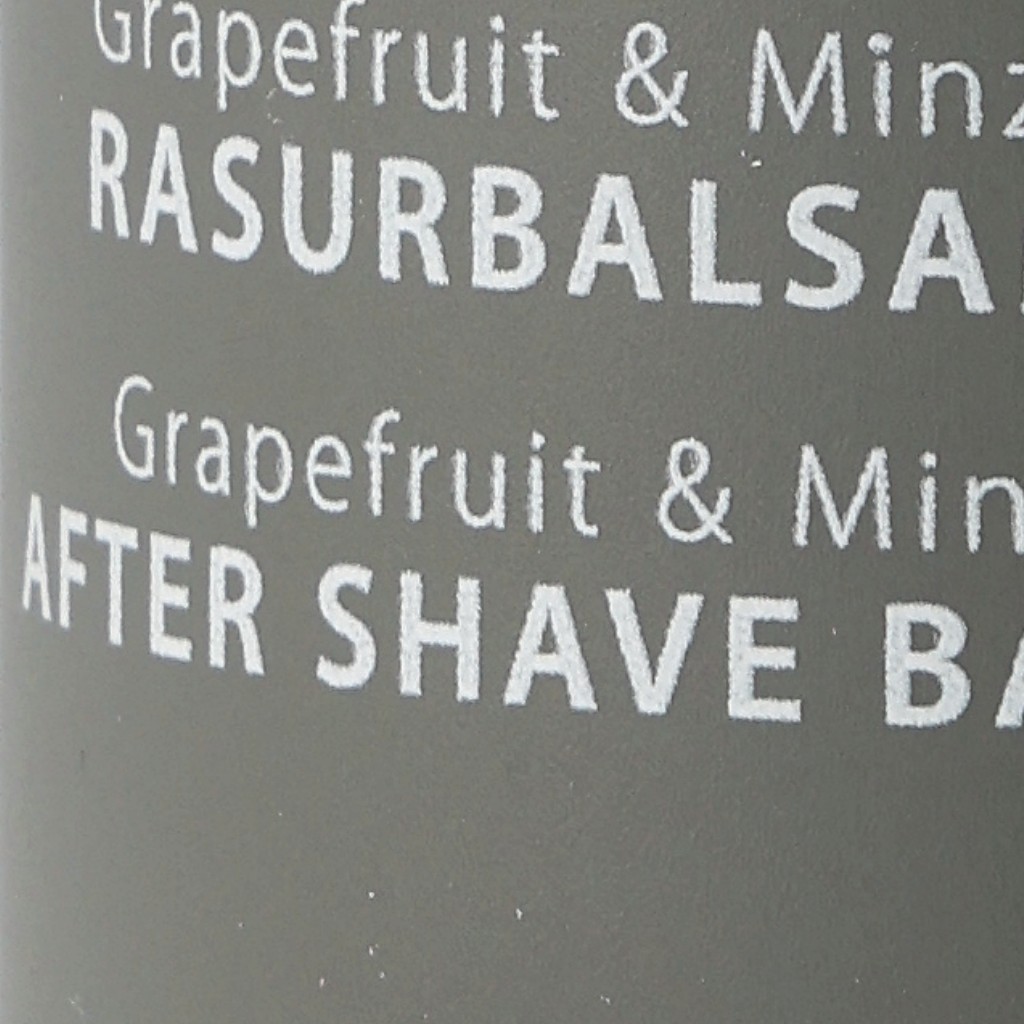 Grapefruit & Minz
RASURBALSA
Grapefruit & Min
AFTER SHAVE BA